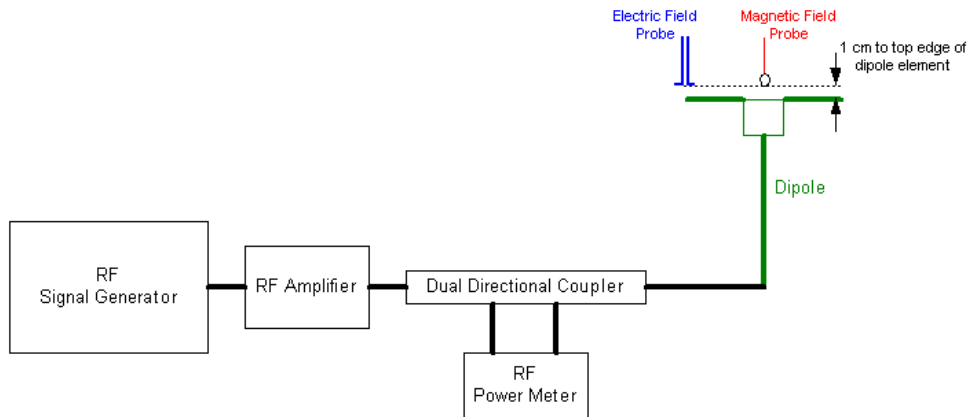 Electric Field
Probe
Magnetic Field
Probe
1 cm to top edge of
dipole element
Dipole
RF
Signal Generator
RF Amplifier
Dual Directional Coupler
RF
Power Meter